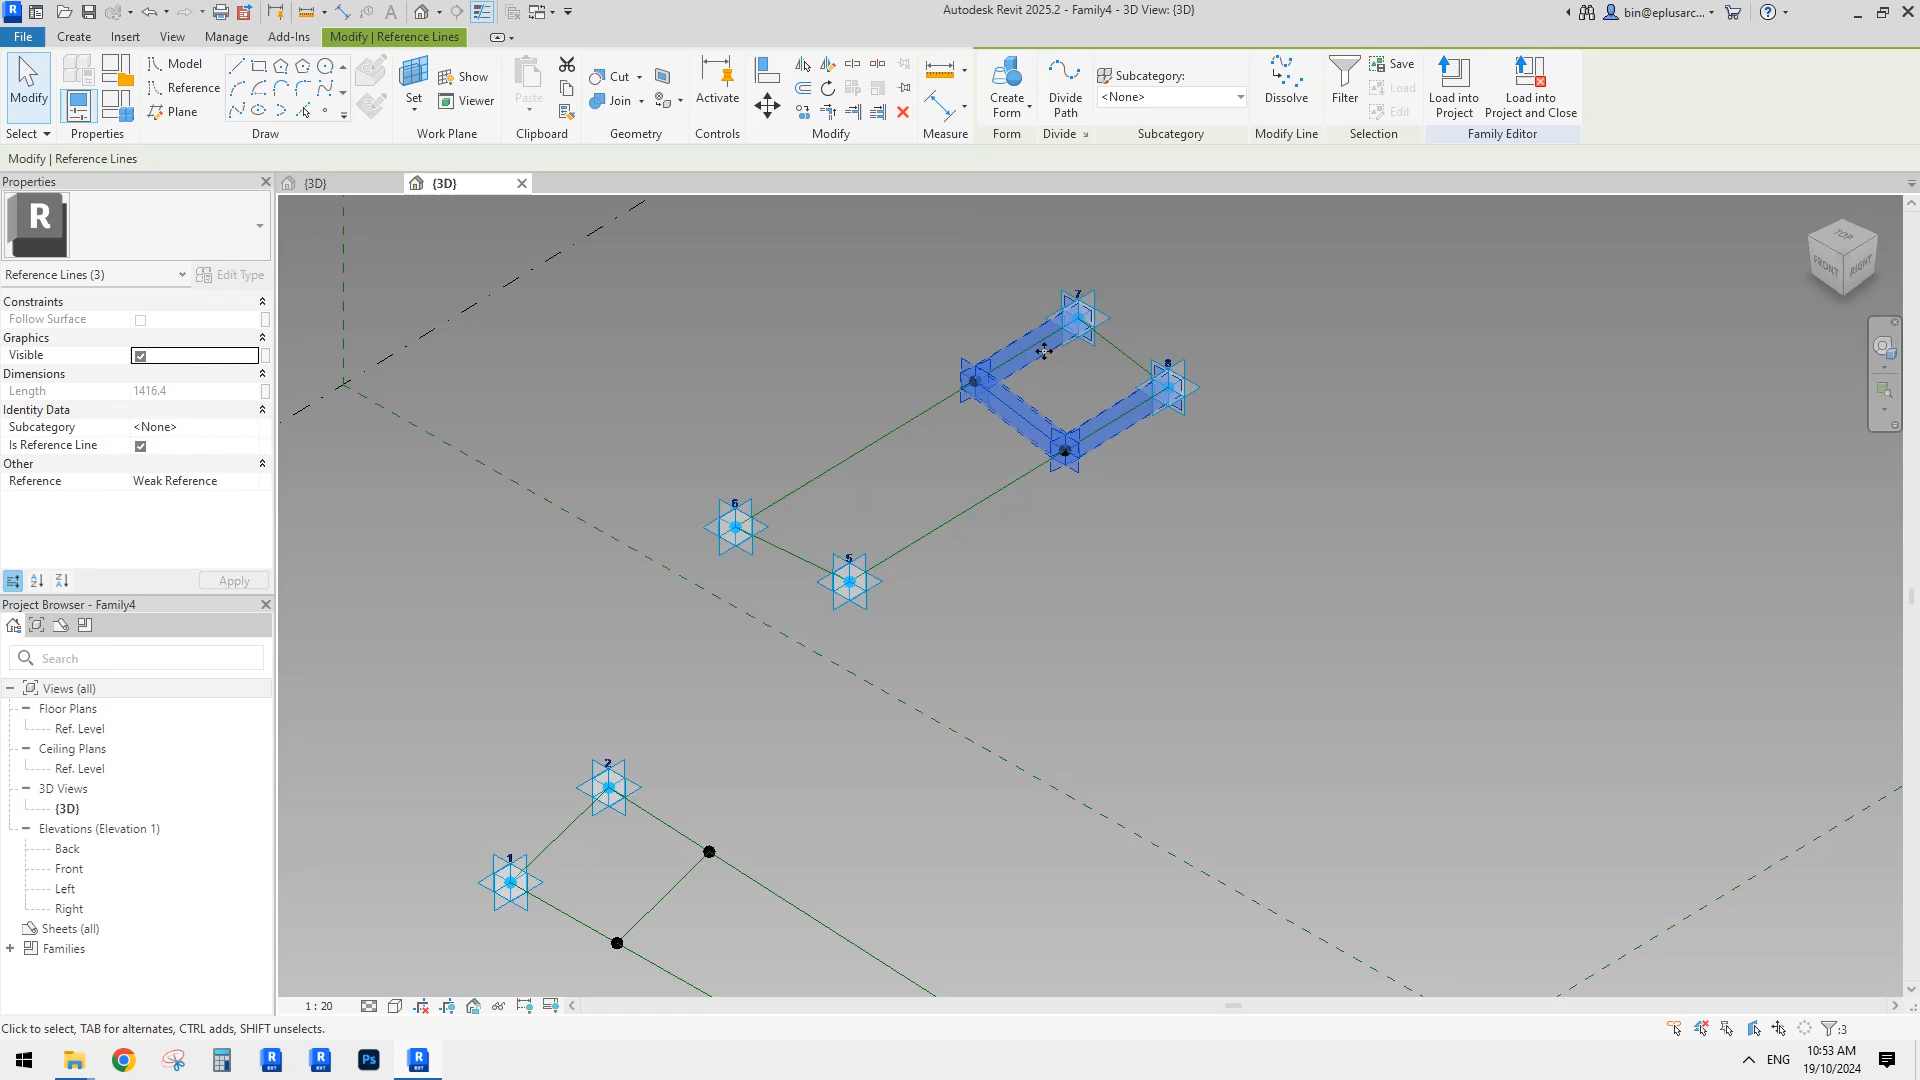 Autodesk Revit 2025.2 - Family4 - 3D View: {3D}
bin@eplusarc...
File
Create
Insert
View
Manage
Add-Ins
Modify | Reference Lines
Modify
Select
Properties
Model
Reference
Plane
Draw
Set
Show
Viewer
Work Plane
Paste
Clipboard
Cut
Join
Geometry
Activate
Controls
Modify
Measure
Create Form
Form
Divide Path
Divide
Subcategory:
<None>
Subcategory
Dissolve
Modify Line
Filter
Save
Load
Edit
Selection
Load into Project
Load into Project and Close
Family Editor
Modify | Reference Lines
Properties
{3D}
{3D}
R
Reference Lines (3)
Edit Type
Constraints
Follow Surface
Graphics
Visible
Dimensions
Length 1416.4
Identity Data
Subcategory <None>
Is Reference Line
Other
Reference Weak Reference
Apply
Project Browser - Family4
Search
Views (all)
Floor Plans
Ref. Level
Ceiling Plans
Ref. Level
3D Views
{3D}
Elevations (Elevation 1)
Back
Front
Left
Right
Sheets (all)
Families
TOP
FRONT
RIGHT
7
8
6
5
2
1
1 : 20
Click to select, TAB for alternates, CTRL adds, SHIFT unselects.
:3
Ps
ENG
10:53 AM
19/10/2024